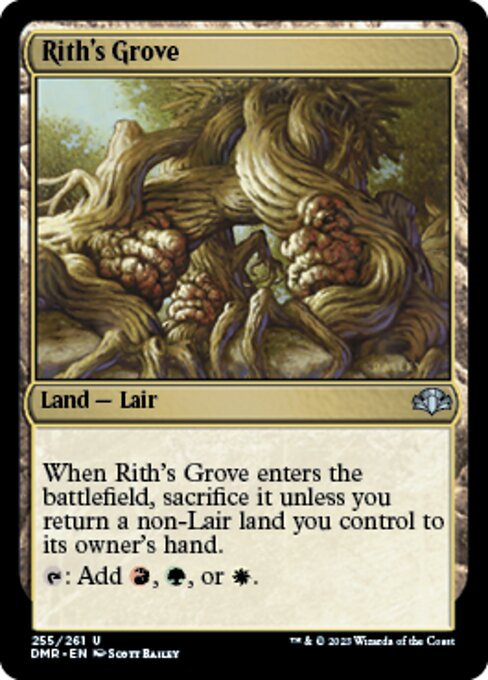 Rith's Grove
BAILEY
Land — Lair
When Rith's Grove enters the
battlefield, sacrifice it unless you
return a non-Lair land you control to
its owner's hand.
: Add , , or .
255/261 U
™ & © 2023 Wizards of the Coast
DMR • EN Scott Bailey